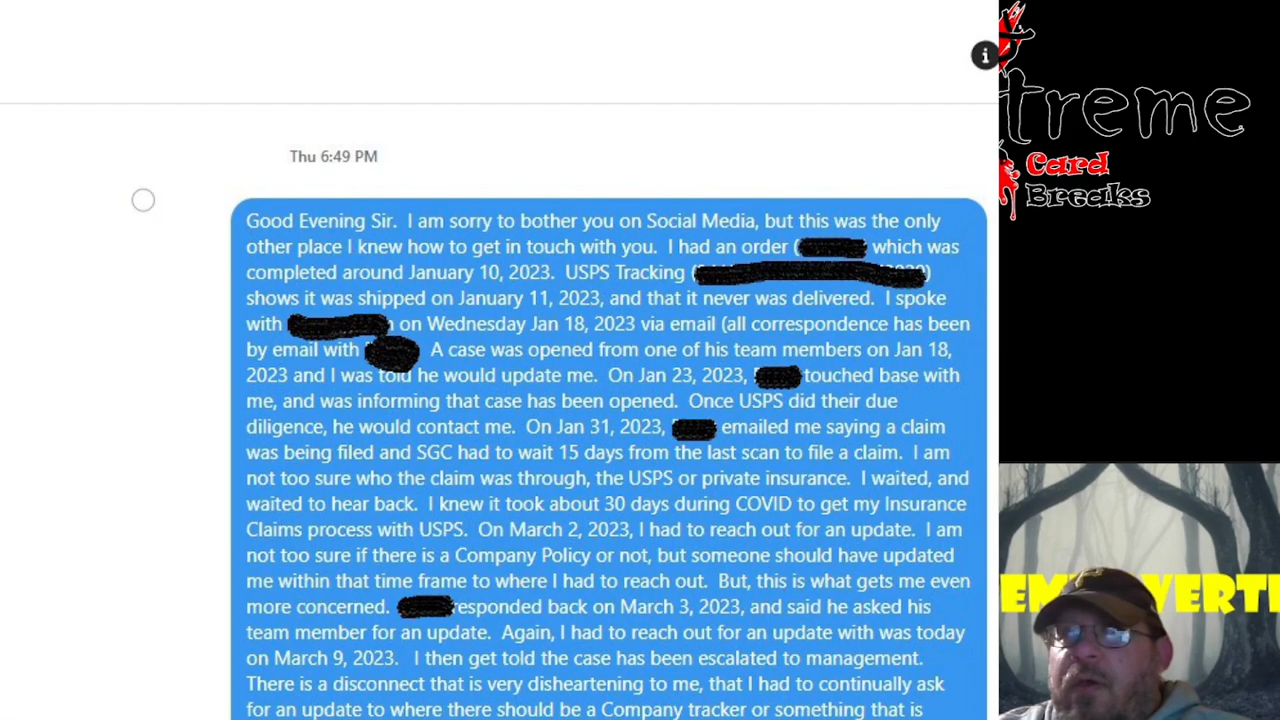 Thu 6:49 PM
Good Evening Sir. I am sorry to bother you on Social Media, but this was the only
other place I knew how to get in touch with you. I had an order ( which was
completed around January 10, 2023. USPS Tracking ( )
shows it was shipped on January 11, 2023, and that it never was delivered. I spoke
with on Wednesday Jan 18, 2023 via email (all correspondence has been
by email with A case was opened from one of his team members on Jan 18,
2023 and I was told he would update me. On Jan 23, 2023, touched base with
me, and was informing that case has been opened. Once USPS did their due
diligence, he would contact me. On Jan 31, 2023, emailed me saying a claim
was being filed and SGC had to wait 15 days from the last scan to file a claim. I am
not too sure who the claim was through, the USPS or private insurance. I waited, and
waited to hear back. I knew it took about 30 days during COVID to get my Insurance
Claims process with USPS. On March 2, 2023, I had to reach out for an update. I am
not too sure if there is a Company Policy or not, but someone should have updated
me within that time frame to where I had to reach out. But, this is what gets me even
more concerned. responded back on March 3, 2023, and said he asked his
team member for an update. Again, I had to reach out for an update with was today
on March 9, 2023. I then get told the case has been escalated to management.
There is a disconnect that is very disheartening to me, that I had to continually ask
for an update to where there should be a Company tracker or something that is
treme
Card
Breaks